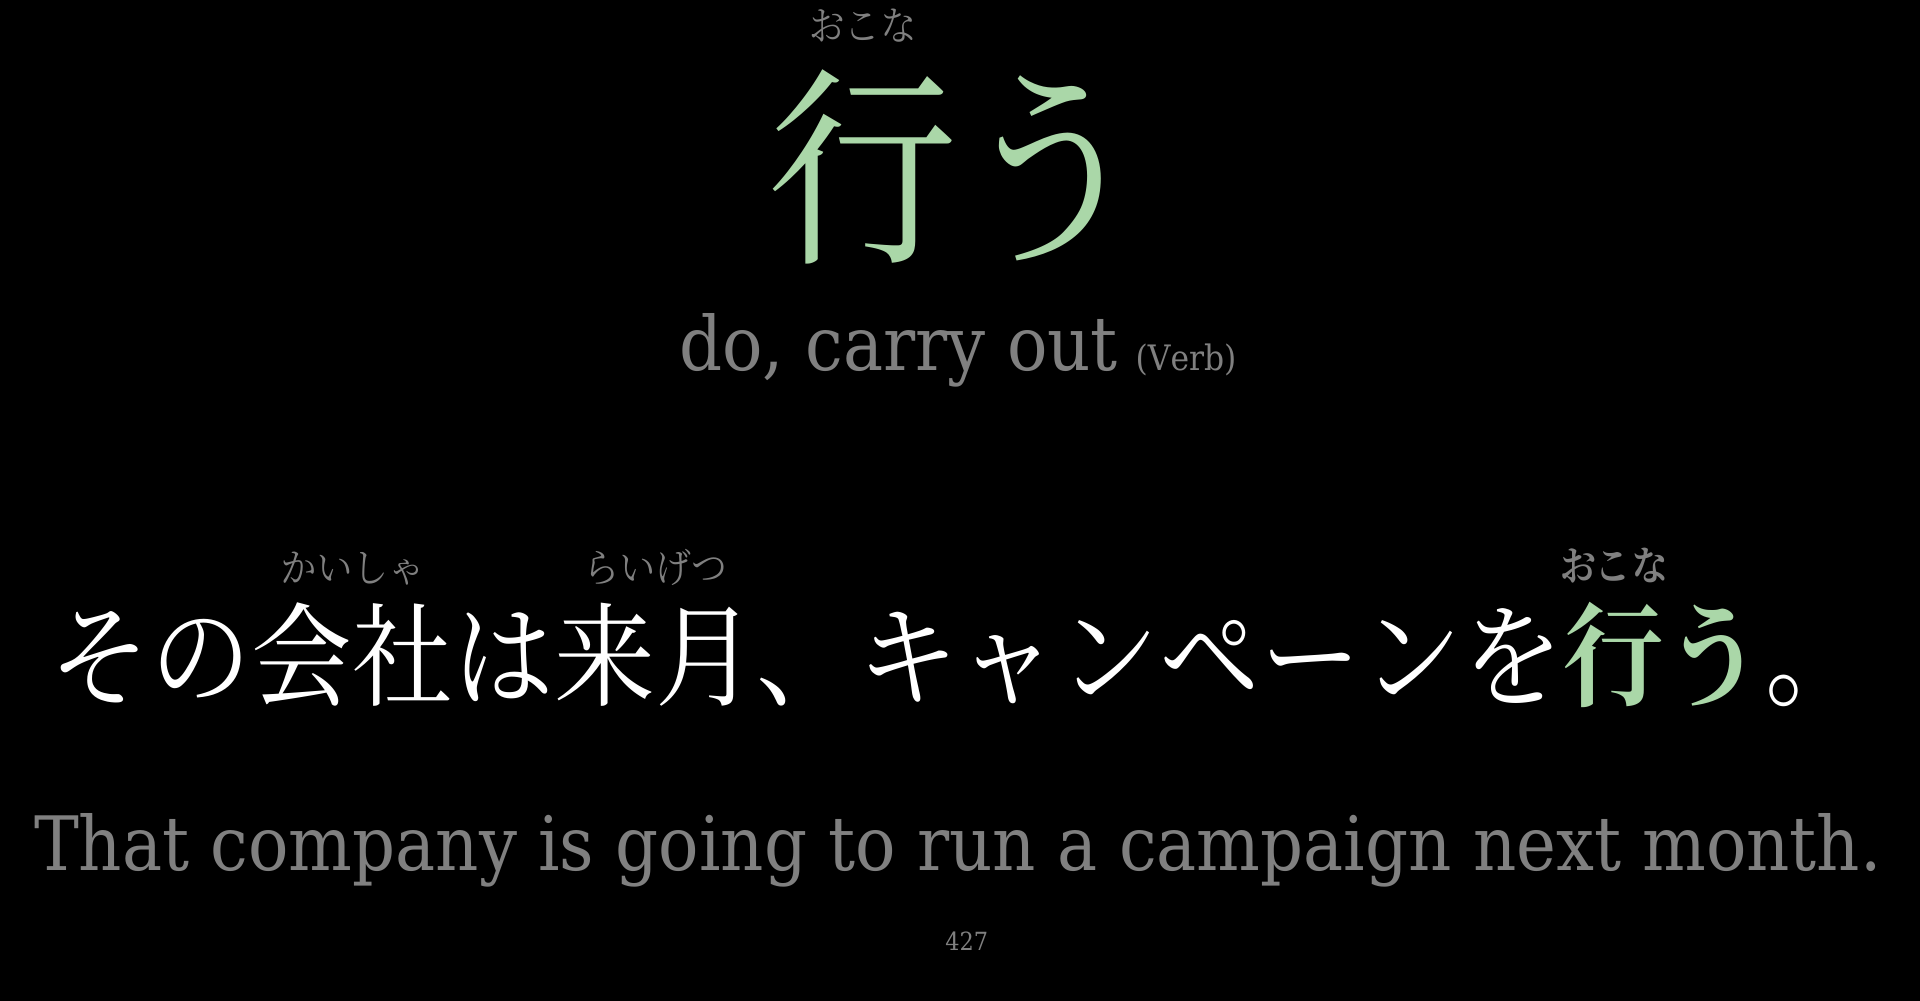 おこな
行う
do, carry out (Verb)
かいしゃ らいげつ おこな
その会社は来月、キャンペーンを行う。
That company is going to run a campaign next month.
427